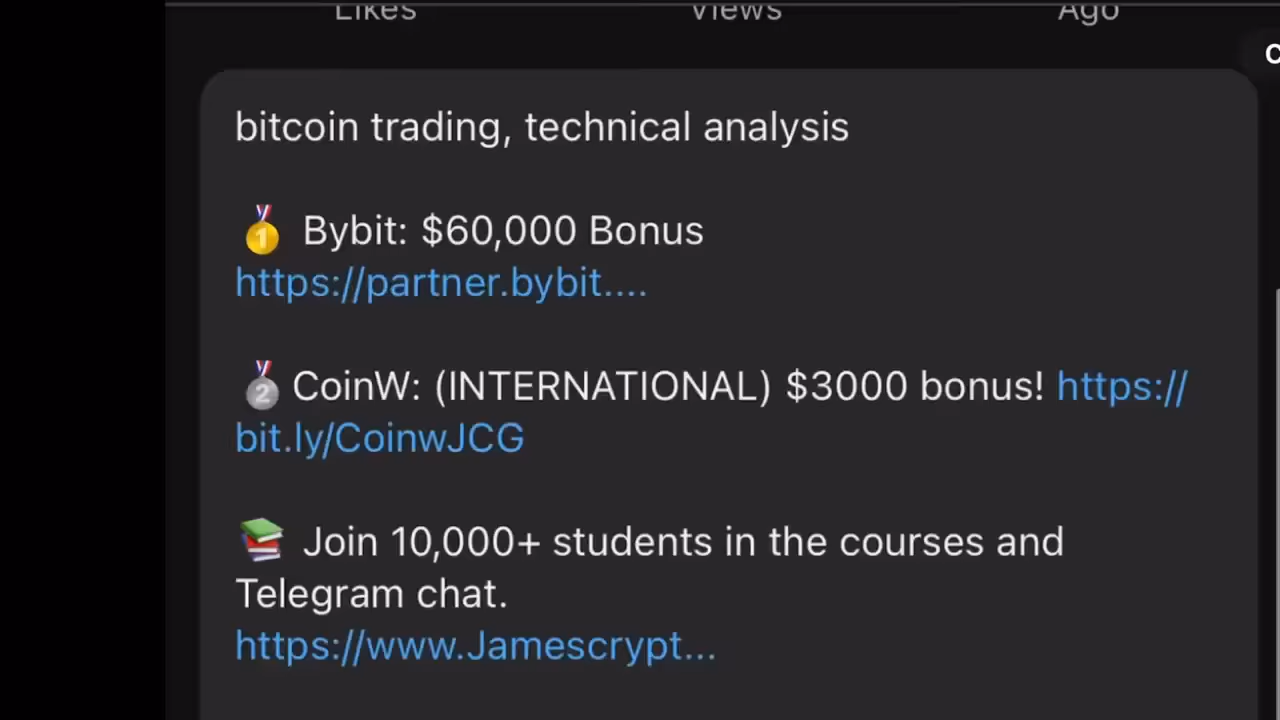 Likes Views Ago
bitcoin trading, technical analysis
🥇 Bybit: $60,000 Bonus
https://partner.bybit....
🥈 CoinW: (INTERNATIONAL) $3000 bonus! https://
bit.ly/CoinwJCG
📚 Join 10,000+ students in the courses and
Telegram chat.
https://www.Jamescrypt...